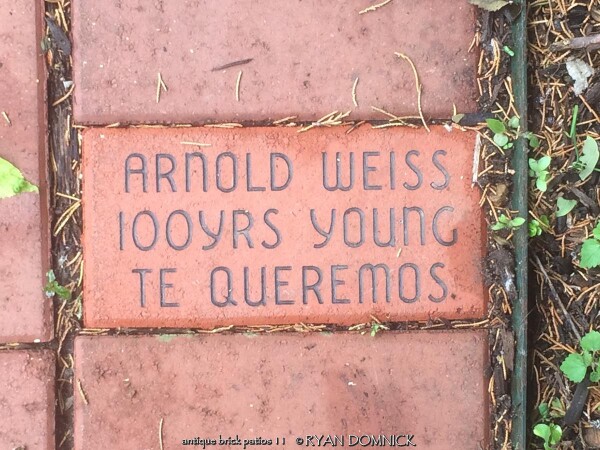 ARNOLD WEISS
100YRS YOUNG
TE QUEREMOS
antique brick patios 11 © RYAN DOMNICK